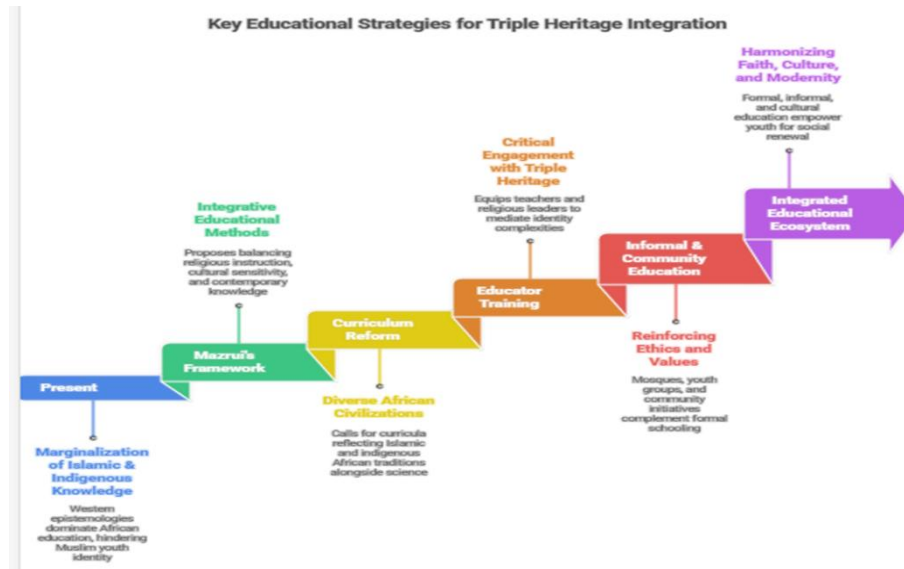 Key Educational Strategies for Triple Heritage Integration
Present
Marginalization
of Islamic &
Indigenous
Knowledge
Western
epistemologies
dominate African
education, hindering
Muslim youth
identity
Integrative
Educational
Methods
Proposes balancing
religious instruction,
cultural sensitivity,
and contemporary
knowledge
Mazrui's
Framework
Curriculum
Reform
Diverse African
Civilizations
Calls for curricula
reflecting Islamic
and indigenous
African traditions
alongside science
Critical
Engagement
with Triple
Heritage
Equips teachers and
religious leaders to
mediate identity
complexities
Educator
Training
Informal &
Community
Education
Reinforcing
Ethics and
Values
Mosques, youth
groups, and
community
initiatives
complement formal
schooling
Harmonizing
Faith, Culture,
and Modernity
Formal, informal,
and cultural
education empower
youth for social
renewal
Integrated
Educational
Ecosystem